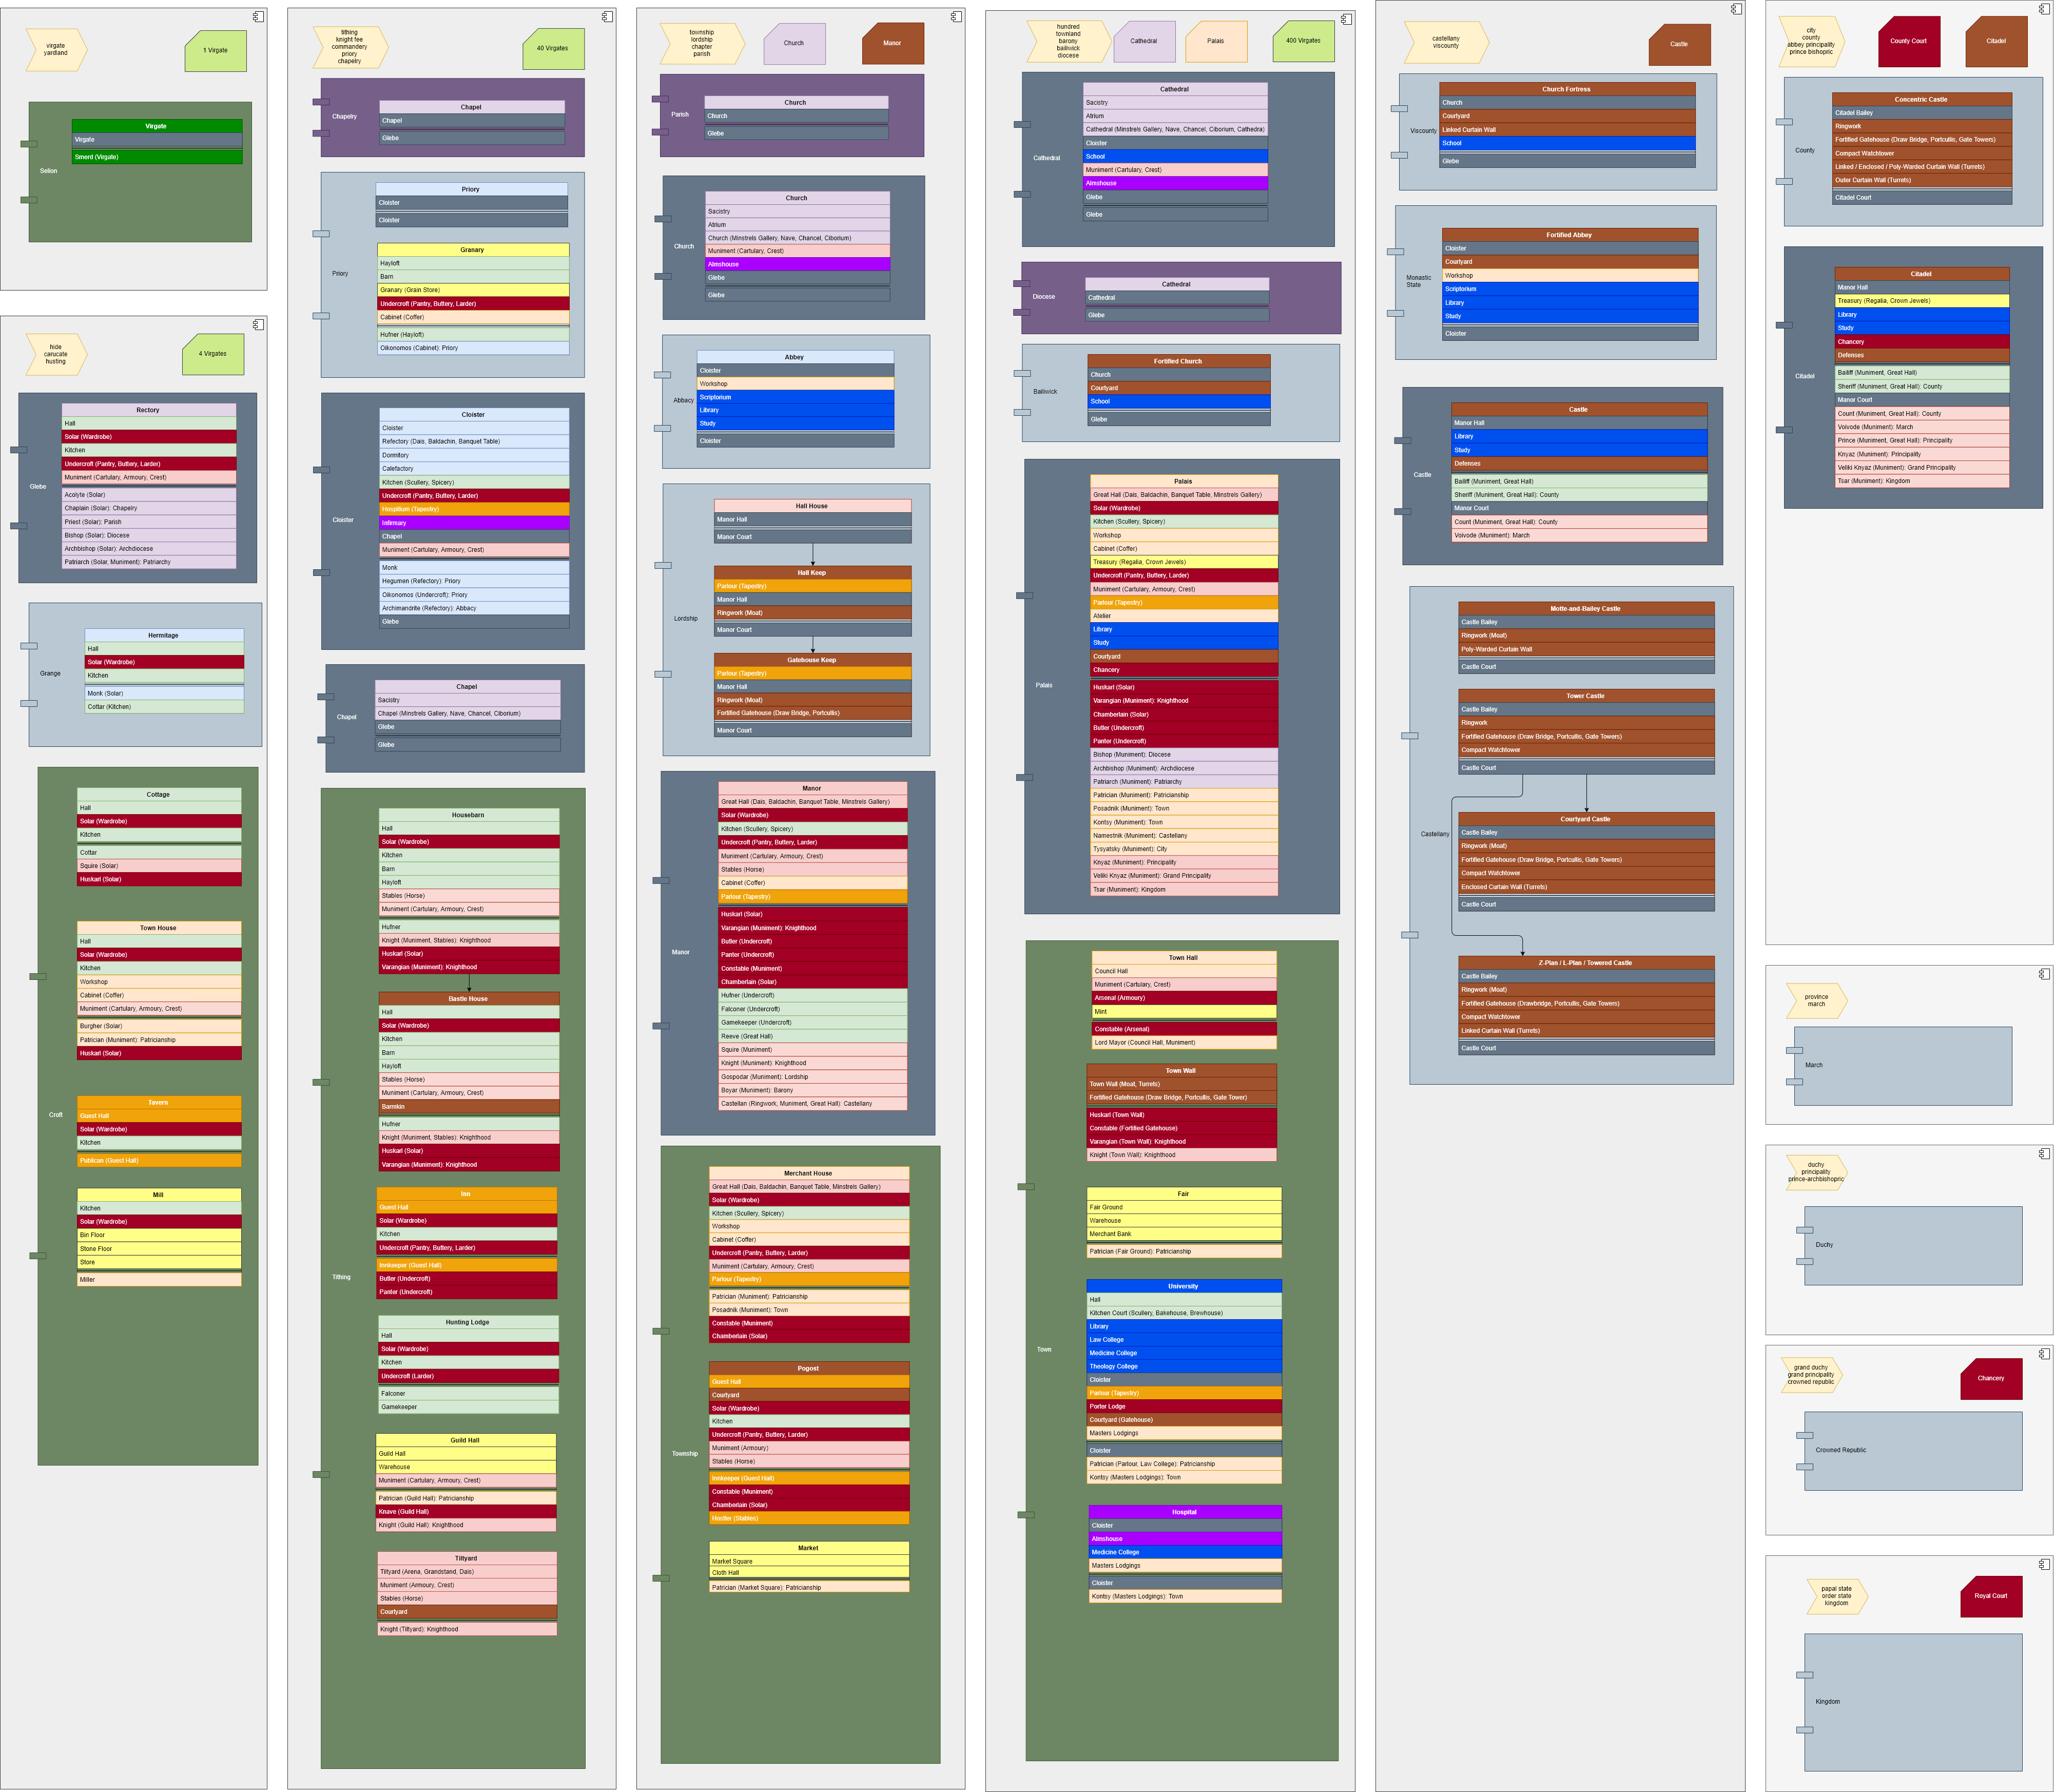 virgate
yardland
1 Virgate
Selion
Virgate
Virgate
Smerd (Virgate)
hide
carucate
husting
4 Virgates
Glebe
Rectory
Hall
Solar (Wardrobe)
Kitchen
Undercroft (Pantry, Buttery, Larder)
Muniment (Cartulary, Armoury, Crest)
Acolyte (Solar)
Chaplain (Solar): Chapelry
Priest (Solar): Parish
Bishop (Solar): Diocese
Archbishop (Solar): Archdiocese
Patriarch (Solar, Muniment): Patriarchy
Grange
Hermitage
Hall
Solar (Wardrobe)
Kitchen
Monk (Solar)
Cottar (Kitchen)
Croft
Cottage
Hall
Solar (Wardrobe)
Kitchen
Cottar
Squire (Solar)
Huskarl (Solar)
Town House
Hall
Solar (Wardrobe)
Kitchen
Workshop
Cabinet (Coffer)
Muniment (Cartulary, Armoury, Crest)
Burgher (Solar)
Patrician (Muniment): Patricianship
Huskarl (Solar)
Tavern
Guest Hall
Solar (Wardrobe)
Kitchen
Publican (Guest Hall)
Mill
Kitchen
Solar (Wardrobe)
Bin Floor
Stone Floor
Store
Miller
tithing
knight fee
commandery
priory
chapelry
40 Virgates
Chapelry
Chapel
Chapel
Glebe
Priory
Priory
Cloister
Cloister
Granary
Hayloft
Barn
Granary (Grain Store)
Undercroft (Pantry, Buttery, Larder)
Cabinet (Coffer)
Hufner (Hayloft)
Oikonomos (Cabinet): Priory
Cloister
Cloister
Cloister
Refectory (Dais, Baldachin, Banquet Table)
Dormitory
Calefactory
Kitchen (Scullery, Spicery)
Undercroft (Pantry, Buttery, Larder)
Hospitium (Tapestry)
Infirmary
Chapel
Muniment (Cartulary, Armoury, Crest)
Monk
Hegumen (Refectory): Priory
Oikonomos (Undercroft): Priory
Archimandrite (Refectory): Abbacy
Glebe
Chapel
Chapel
Sacistry
Chapel (Minstrels Gallery, Nave, Chancel, Ciborium)
Glebe
Glebe
Tithing
Housebarn
Hall
Solar (Wardrobe)
Kitchen
Barn
Hayloft
Stables (Horse)
Muniment (Cartulary, Armoury, Crest)
Hufner
Knight (Muniment, Stables): Knighthood
Huskarl (Solar)
Varangian (Muniment): Knighthood
Bastle House
Hall
Solar (Wardrobe)
Kitchen
Barn
Hayloft
Stables (Horse)
Muniment (Cartulary, Armoury, Crest)
Barmkin
Hufner
Knight (Muniment, Stables): Knighthood
Huskarl (Solar)
Varangian (Muniment): Knighthood
Inn
Guest Hall
Solar (Wardrobe)
Kitchen
Undercroft (Pantry, Buttery, Larder)
Innkeeper (Guest Hall)
Butler (Undercroft)
Panter (Undercroft)
Hunting Lodge
Hall
Solar (Wardrobe)
Kitchen
Undercroft (Larder)
Falconer
Gamekeeper
Guild Hall
Guild Hall
Warehouse
Muniment (Cartulary, Armoury, Crest)
Patrician (Guild Hall): Patricianship
Knave (Guild Hall)
Knight (Guild Hall): Knighthood
Tiltyard
Tiltyard (Arena, Grandstand, Dais)
Muniment (Armoury, Crest)
Stables (Horse)
Courtyard
Knight (Tiltyard): Knighthood
township
lordship
chapter
parish
Church
Manor
Parish
Church
Church
Glebe
Church
Church
Sacistry
Atrium
Church (Minstrels Gallery, Nave, Chancel, Ciborium)
Muniment (Cartulary, Crest)
Almshouse
Glebe
Glebe
Abbacy
Abbey
Cloister
Workshop
Scriptorium
Library
Study
Cloister
Lordship
Hall House
Manor Hall
Manor Court
Hall Keep
Parlour (Tapestry)
Manor Hall
Ringwork (Moat)
Manor Court
Gatehouse Keep
Parlour (Tapestry)
Manor Hall
Ringwork (Moat)
Fortified Gatehouse (Draw Bridge, Portcullis)
Manor Court
Manor
Manor
Great Hall (Dais, Baldachin, Banquet Table, Minstrels Gallery)
Solar (Wardrobe)
Kitchen (Scullery, Spicery)
Undercroft (Pantry, Buttery, Larder)
Muniment (Cartulary, Armoury, Crest)
Stables (Horse)
Cabinet (Coffer)
Parlour (Tapestry)
Huskarl (Solar)
Varangian (Muniment): Knighthood
Butler (Undercroft)
Panter (Undercroft)
Constable (Muniment)
Chamberlain (Solar)
Hufner (Undercroft)
Falconer (Undercroft)
Gamekeeper (Undercroft)
Reeve (Great Hall)
Squire (Muniment)
Knight (Muniment): Knighthood
Gospodar (Muniment): Lordship
Boyar (Muniment): Barony
Castellan (Ringwork, Muniment, Great Hall): Castellany
Township
Merchant House
Great Hall (Dais, Baldachin, Banquet Table, Minstrels Gallery)
Solar (Wardrobe)
Kitchen (Scullery, Spicery)
Workshop
Cabinet (Coffer)
Undercroft (Pantry, Buttery, Larder)
Muniment (Cartulary, Armoury, Crest)
Parlour (Tapestry)
Patrician (Muniment): Patricianship
Posadnik (Muniment): Town
Constable (Muniment)
Chamberlain (Solar)
Pogost
Guest Hall
Courtyard
Solar (Wardrobe)
Kitchen
Undercroft (Pantry, Buttery, Larder)
Muniment (Armoury)
Stables (Horse)
Innkeeper (Guest Hall)
Constable (Muniment)
Chamberlain (Solar)
Hostler (Stables)
Market
Market Square
Cloth Hall
Patrician (Market Square): Patricianship
hundred
townland
barony
bailiwick
diocese
Cathedral
Palais
400 Virgates
Cathedral
Cathedral
Sacistry
Atrium
Cathedral (Minstrels Gallery, Nave, Chancel, Ciborium, Cathedra)
Cloister
School
Muniment (Cartulary, Crest)
Almshouse
Glebe
Glebe
Diocese
Cathedral
Cathedral
Glebe
Bailiwick
Fortified Church
Church
Courtyard
School
Glebe
Palais
Palais
Great Hall (Dais, Baldachin, Banquet Table, Minstrels Gallery)
Solar (Wardrobe)
Kitchen (Scullery, Spicery)
Workshop
Cabinet (Coffer)
Treasury (Regalia, Crown Jewels)
Undercroft (Pantry, Buttery, Larder)
Muniment (Cartulary, Armoury, Crest)
Parlour (Tapestry)
Atelier
Library
Study
Courtyard
Chancery
Huskarl (Solar)
Varangian (Muniment): Knighthood
Chamberlain (Solar)
Butler (Undercroft)
Panter (Undercroft)
Bishop (Muniment): Diocese
Archbishop (Muniment): Archdiocese
Patriarch (Muniment): Patriarchy
Patrician (Muniment): Patricianship
Posadnik (Muniment): Town
Kontsy (Muniment): Town
Namestnik (Muniment): Castellany
Tysyatsky (Muniment): City
Knyaz (Muniment): Principality
Veliki Knyaz (Muniment): Grand Principality
Tsar (Muniment): Kingdom
Town
Town Hall
Council Hall
Muniment (Cartulary, Crest)
Arsenal (Armoury)
Mint
Constable (Arsenal)
Lord Mayor (Council Hall, Muniment)
Town Wall
Town Wall (Moat, Turrets)
Fortified Gatehouse (Draw Bridge, Portcullis, Gate Tower)
Huskarl (Town Wall)
Constable (Fortified Gatehouse)
Varangian (Town Wall): Knighthood
Knight (Town Wall): Knighthood
Fair
Fair Ground
Warehouse
Merchant Bank
Patrician (Fair Ground): Patricianship
University
Hall
Kitchen Court (Scullery, Bakehouse, Brewhouse)
Library
Law College
Medicine College
Theology College
Cloister
Parlour (Tapestry)
Porter Lodge
Courtyard (Gatehouse)
Masters Lodgings
Cloister
Patrician (Parlour, Law College): Patricianship
Kontsy (Masters Lodgings): Town
Hospital
Cloister
Almshouse
Medicine College
Masters Lodgings
Cloister
Kontsy (Masters Lodgings): Town
castellany
viscounty
Castle
Viscounty
Church Fortress
Church
Courtyard
Linked Curtain Wall
School
Glebe
Monastic
State
Fortified Abbey
Cloister
Courtyard
Workshop
Scriptorium
Library
Study
Cloister
Castle
Castle
Manor Hall
Library
Study
Defenses
Bailiff (Muniment, Great Hall)
Sheriff (Muniment, Great Hall): County
Manor Court
Count (Muniment, Great Hall): County
Voivode (Muniment): March
Castellany
Motte-and-Bailey Castle
Castle Bailey
Ringwork (Moat)
Poly-Warded Curtain Wall
Castle Court
Tower Castle
Castle Bailey
Ringwork
Fortified Gatehouse (Draw Bridge, Portcullis, Gate Towers)
Compact Watchtower
Castle Court
Courtyard Castle
Castle Bailey
Ringwork (Moat)
Fortified Gatehouse (Draw Bridge, Portcullis, Gate Towers)
Compact Watchtower
Enclosed Curtain Wall (Turrets)
Castle Court
Z-Plan / L-Plan / Towered Castle
Castle Bailey
Ringwork (Moat)
Fortified Gatehouse (Drawbridge, Portcullis, Gate Towers)
Compact Watchtower
Linked Curtain Wall (Turrets)
Castle Court
city
county
abbey principality
prince bishopric
County Court
Citadel
County
Concentric Castle
Citadel Bailey
Ringwork
Fortified Gatehouse (Draw Bridge, Portcullis, Gate Towers)
Compact Watchtower
Linked / Enclosed / Poly-Warded Curtain Wall (Turrets)
Outer Curtain Wall (Turrets)
Citadel Court
Citadel
Citadel
Manor Hall
Treasury (Regalia, Crown Jewels)
Library
Study
Chancery
Defenses
Bailiff (Muniment, Great Hall)
Sheriff (Muniment, Great Hall): County
Manor Court
Count (Muniment, Great Hall): County
Voivode (Muniment): March
Prince (Muniment, Great Hall): Principality
Knyaz (Muniment): Principality
Veliki Knyaz (Muniment): Grand Principality
Tsar (Muniment): Kingdom
province
march
March
duchy
principality
prince-archbishopric
Duchy
grand duchy
grand principality
crowned republic
Chancery
Crowned Republic
papal state
order state
kingdom
Royal Court
Kingdom